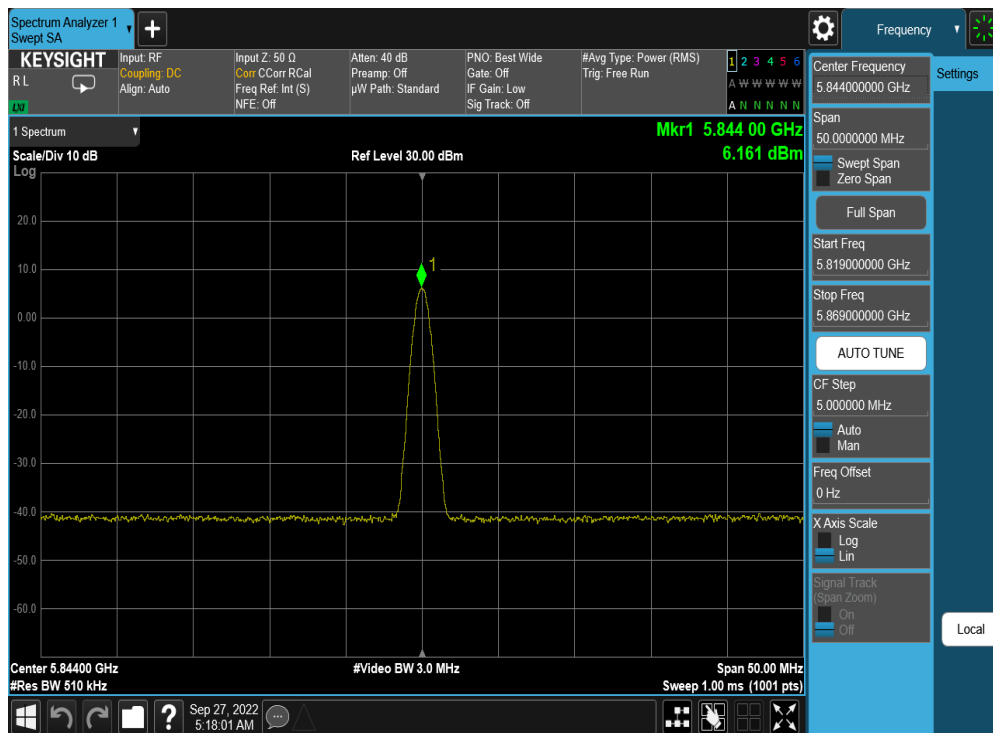 Spectrum Analyzer 1
Swept SA
Frequency
KEYSIGHT
R L
LNI
Input: RF
Coupling: DC
Align: Auto
Input Z: 50 Ω
Corr CCorr RCal
Freq Ref: Int (S)
NFE: Off
Atten: 40 dB
Preamp: Off
µW Path: Standard
PNO: Best Wide
Gate: Off
IF Gain: Low
Sig Track: Off
#Avg Type: Power (RMS)
Trig: Free Run
1 2 3 4 5 6
A W W W W W
A N N N N N
1 Spectrum
Scale/Div 10 dB
Log
Ref Level 30.00 dBm
Mkr1 5.844 00 GHz
6.161 dBm
20.0
10.0
0.00
-10.0
-20.0
-30.0
-40.0
-50.0
-60.0
1
Center 5.84400 GHz
#Res BW 510 kHz
#Video BW 3.0 MHz
Span 50.00 MHz
Sweep 1.00 ms (1001 pts)
Center Frequency
5.844000000 GHz
Settings
Span
50.0000000 MHz
Swept Span
Zero Span
Full Span
Start Freq
5.819000000 GHz
Stop Freq
5.869000000 GHz
AUTO TUNE
CF Step
5.000000 MHz
Auto
Man
Freq Offset
0 Hz
X Axis Scale
Log
Lin
Signal Track
(Span Zoom)
On
Off
Local
?
Sep 27, 2022
5:18:01 AM